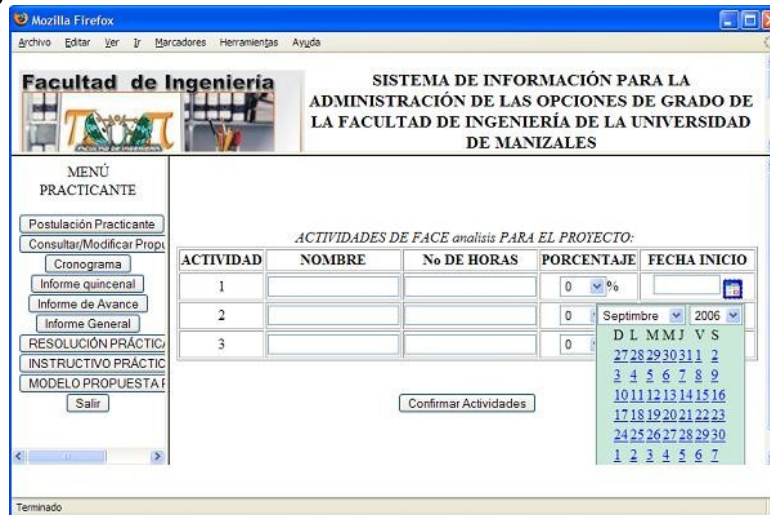 Mozilla Firefox
Archivo Editar Ver Ir Marcadores Herramientas Ayuda
Facultad de Ingeniería
SISTEMA DE INFORMACIÓN PARA LA
ADMINISTRACIÓN DE LAS OPCIONES DE GRADO DE
LA FACULTAD DE INGENIERÍA DE LA UNIVERSIDAD
DE MANIZALES
MENÚ
PRACTICANTE
Postulación Practicante
Consultar/Modificar Propu
Cronograma
Informe quincenal
Informe de Avance
Informe General
RESOLUCIÓN PRÁCTICA
INSTRUCTIVO PRÁCTIC
MODELO PROPUESTA P
Salir
ACTIVIDADES DE FACE analisis PARA EL PROYECTO:
ACTIVIDAD NOMBRE No DE HORAS PORCENTAJE FECHA INICIO
1 0 %
2 0
3 0
Septiembre 2006
D L M M J V S
27 28 29 30 31 1 2
3 4 5 6 7 8 9
10 11 12 13 14 15 16
17 18 19 20 21 22 23
24 25 26 27 28 29 30
1 2 3 4 5 6 7
Confirmar Actividades
Terminado